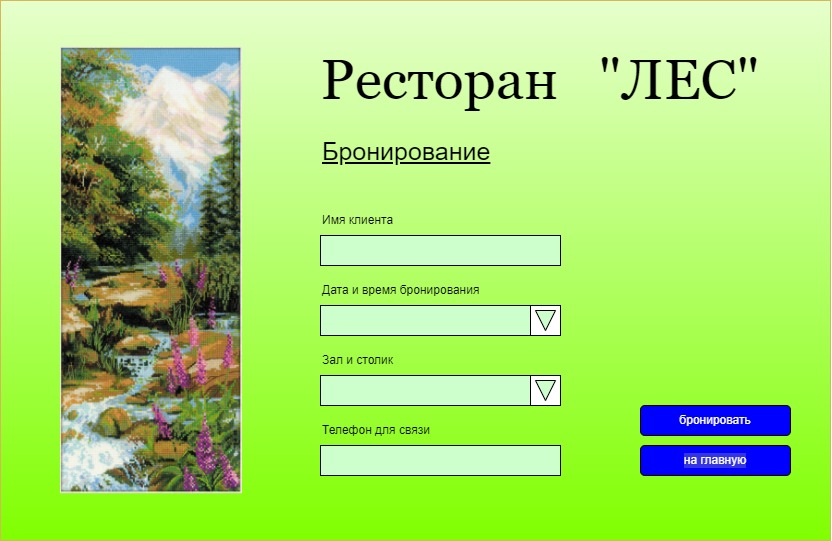 Ресторан "ЛЕС"
Бронирование
Имя клиента
Дата и время бронирования
Зал и столик
Телефон для связи
бронировать
на главную